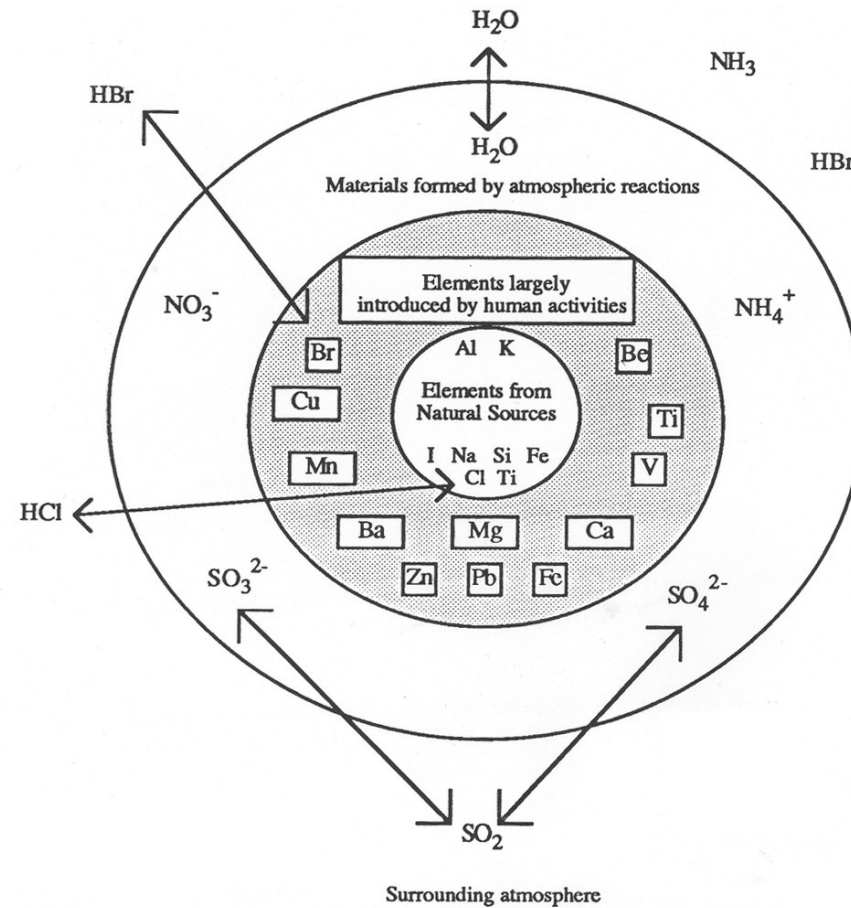 H₂O
NH₃
HBr
H₂O
HBr
Materials formed by atmospheric reactions
Elements largely
introduced by human activities
NO₃⁻
NH₄⁺
Br
Al K
Be
Elements from
Natural Sources
Cu
Ti
I Na Si Fe
Cl Ti
Mn
V
HCl
Ba
Mg
Ca
SO₃²⁻
Zn
Pb
Fe
SO₄²⁻
SO₂
Surrounding atmosphere